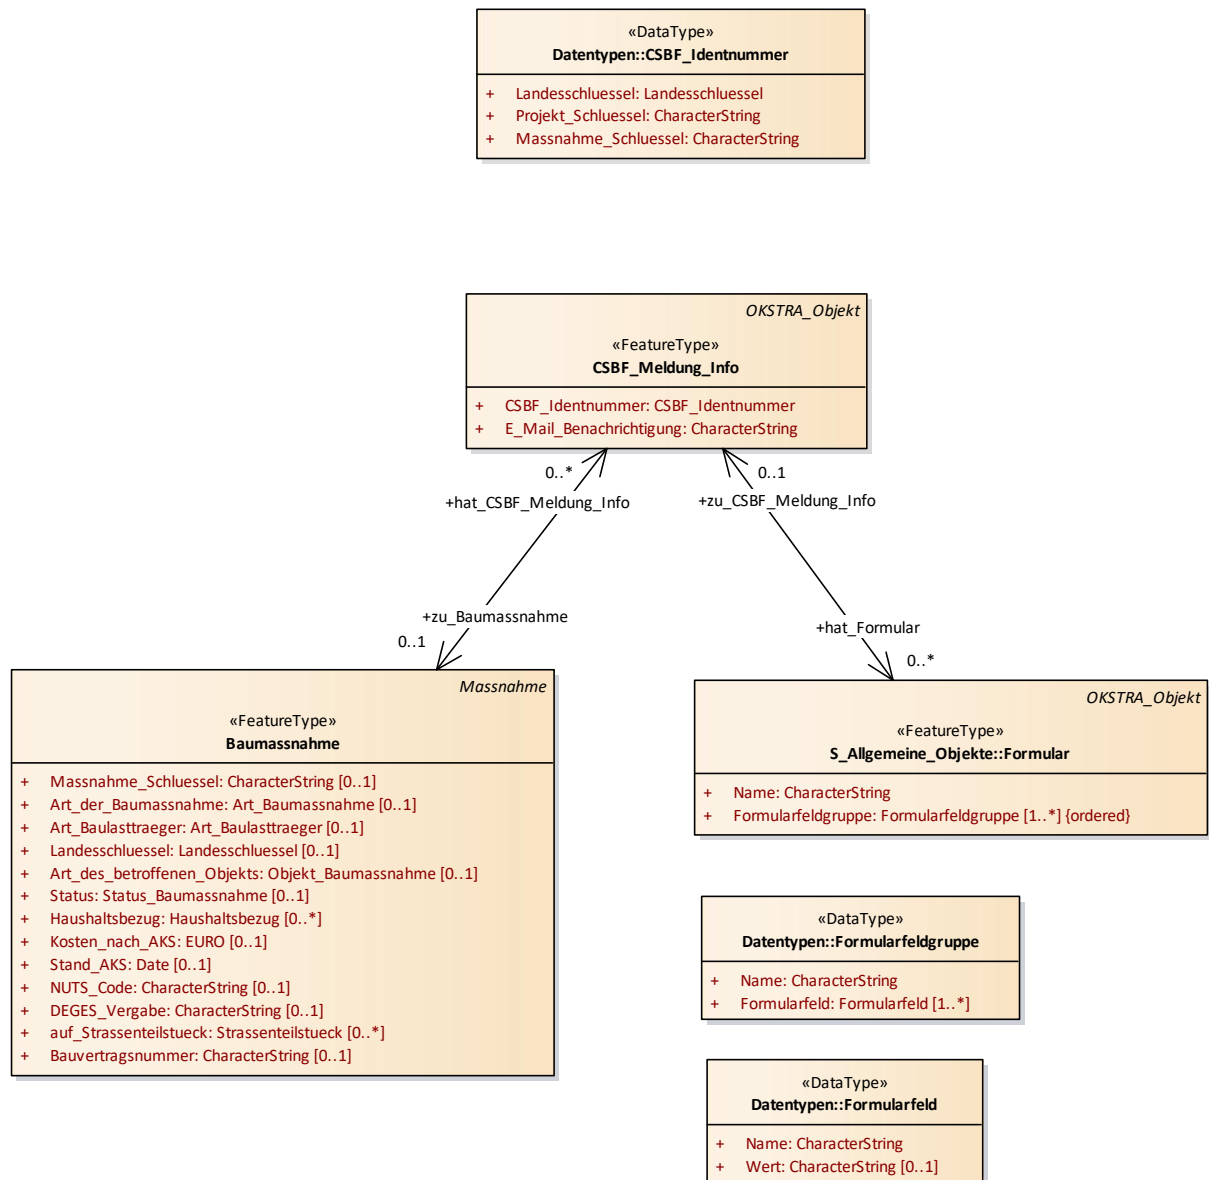 «DataType»
Datentypen::CSBF_Identnummer
+ Landesschluessel: Landesschluessel
+ Projekt_Schluessel: CharacterString
+ Massnahme_Schluessel: CharacterString
OKSTRA_Objekt
«FeatureType»
CSBF_Meldung_Info
+ CSBF_Identnummer: CSBF_Identnummer
+ E_Mail_Benachrichtigung: CharacterString
0..*
+hat_CSBF_Meldung_Info
0..1
+zu_CSBF_Meldung_Info
+zu_Baumassnahme
0..1
+hat_Formular
0..*
Massnahme
«FeatureType»
Baumassnahme
+ Massnahme_Schluessel: CharacterString [0..1]
+ Art_der_Baumassnahme: Art_Baumassnahme [0..1]
+ Art_Baulasttraeger: Art_Baulasttraeger [0..1]
+ Landesschluessel: Landesschluessel [0..1]
+ Art_des_betroffenen_Objekts: Objekt_Baumassnahme [0..1]
+ Status: Status_Baumassnahme [0..1]
+ Haushaltsbezug: Haushaltsbezug [0..*]
+ Kosten_nach_AKS: EURO [0..1]
+ Stand_AKS: Date [0..1]
+ NUTS_Code: CharacterString [0..1]
+ DEGES_Vergabe: CharacterString [0..1]
+ auf_Strassenteilstueck: Strassenteilstueck [0..*]
+ Bauvertragsnummer: CharacterString [0..1]
OKSTRA_Objekt
«FeatureType»
S_Allgemeine_Objekte::Formular
+ Name: CharacterString
+ Formularfeldgruppe: Formularfeldgruppe [1..*] {ordered}
«DataType»
Datentypen::Formularfeldgruppe
+ Name: CharacterString
+ Formularfeld: Formularfeld [1..*]
«DataType»
Datentypen::Formularfeld
+ Name: CharacterString
+ Wert: CharacterString [0..1]